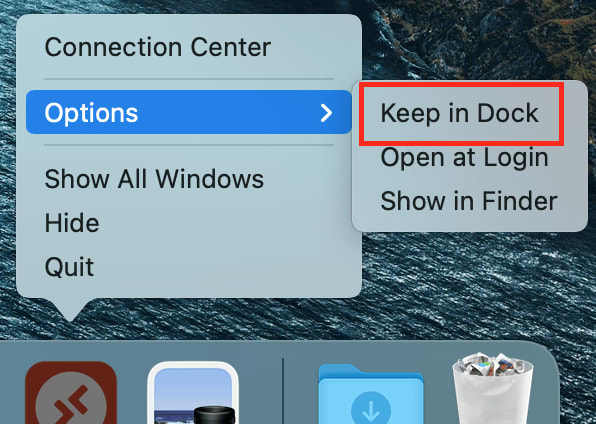 Connection Center
Options
Keep in Dock
Open at Login
Show in Finder
Show All Windows
Hide
Quit